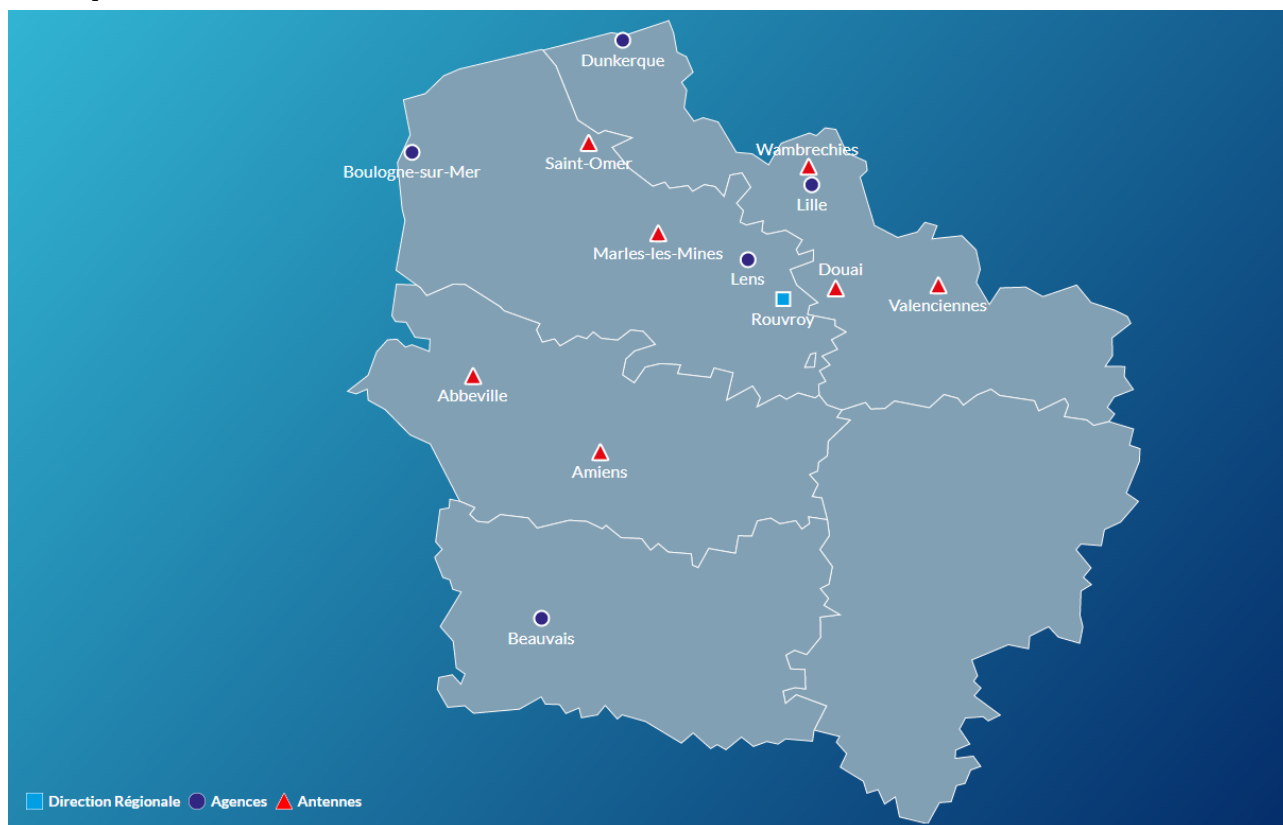 Dunkerque
Wambrechies
Saint-Omer
Boulogne-sur-Mer
Lille
Marles-les-Mines
Douai
Lens
Valenciennes
Rouvroy
Abbeville
Amiens
Beauvais
Direction Régionale Agences Antennes